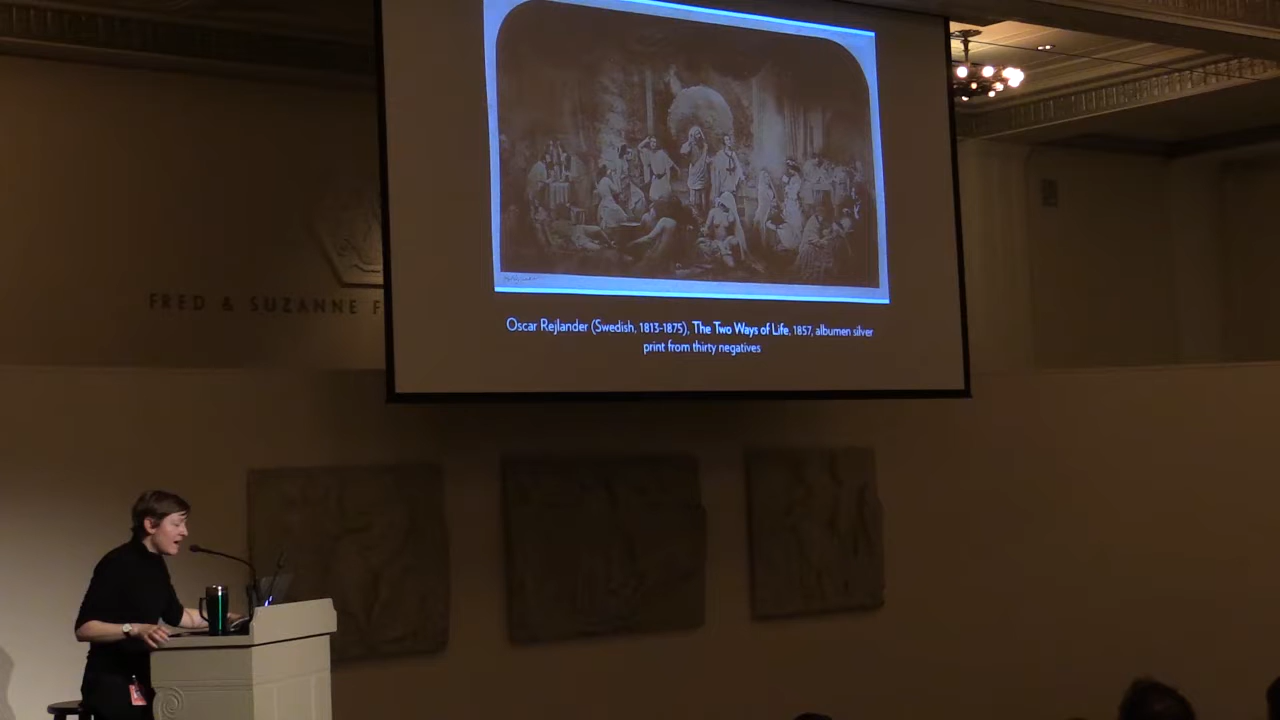 FRED & SUZANNE F
Oscar Rejlander (Swedish, 1813-1875), The Two Ways of Life, 1857, albumen silver
print from thirty negatives